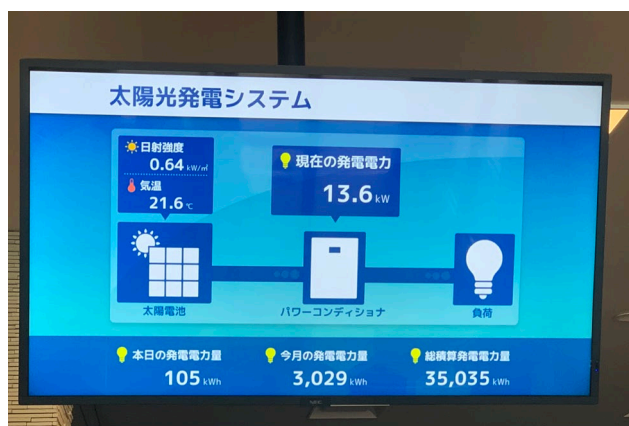 太陽光発電システム
日射強度
0.64 kW/㎡
気温
21.6 ℃
現在の発電電力
13.6 kW
太陽電池
パワーコンディショナ
負荷
本日の発電電力量
105 kWh
今月の発電電力量
3,029 kWh
総積算発電電力量
35,035 kWh
NEC